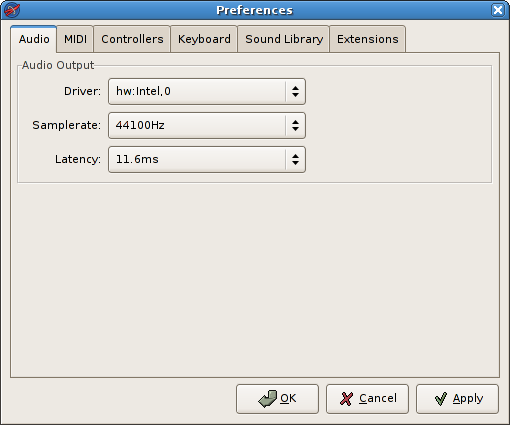 Preferences
Audio MIDI Controllers Keyboard Sound Library Extensions
Audio Output
Driver: hw:Intel,0
Samplerate: 44100Hz
Latency: 11.6ms
OK Cancel Apply